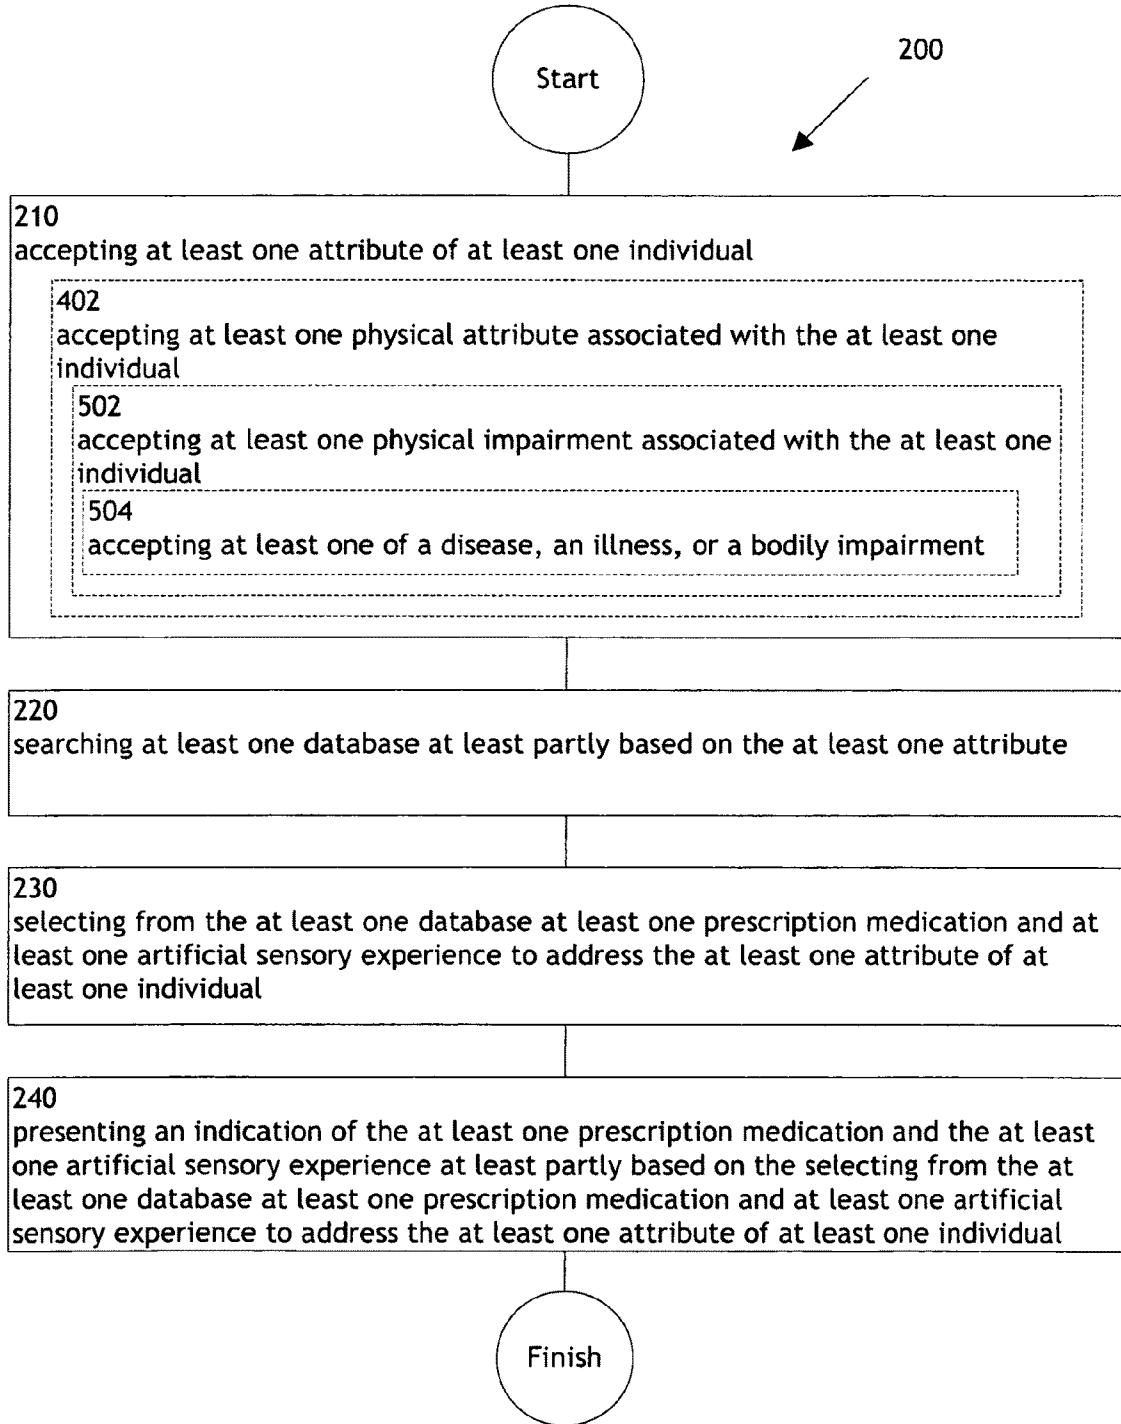 Start
200
210
accepting at least one attribute of at least one individual
402
accepting at least one physical attribute associated with the at least one
individual
502
accepting at least one physical impairment associated with the at least one
individual
504
accepting at least one of a disease, an illness, or a bodily impairment
220
searching at least one database at least partly based on the at least one attribute
230
selecting from the at least one database at least one prescription medication and at
least one artificial sensory experience to address the at least one attribute of at
least one individual
240
presenting an indication of the at least one prescription medication and the at least
one artificial sensory experience at least partly based on the selecting from the at
least one database at least one prescription medication and at least one artificial
sensory experience to address the at least one attribute of at least one individual
Finish